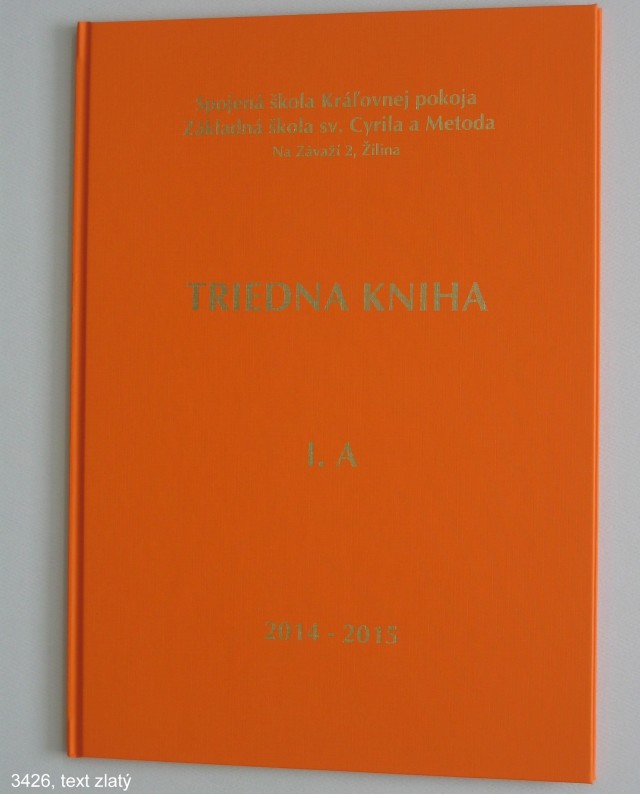 Spojená škola Kráľovnej pokoja
Základná škola sv. Cyrila a Metoda
Na Závaží 2, Žilina
TRIEDNA KNIHA
I. A
2014 - 2015
3426, text zlatý